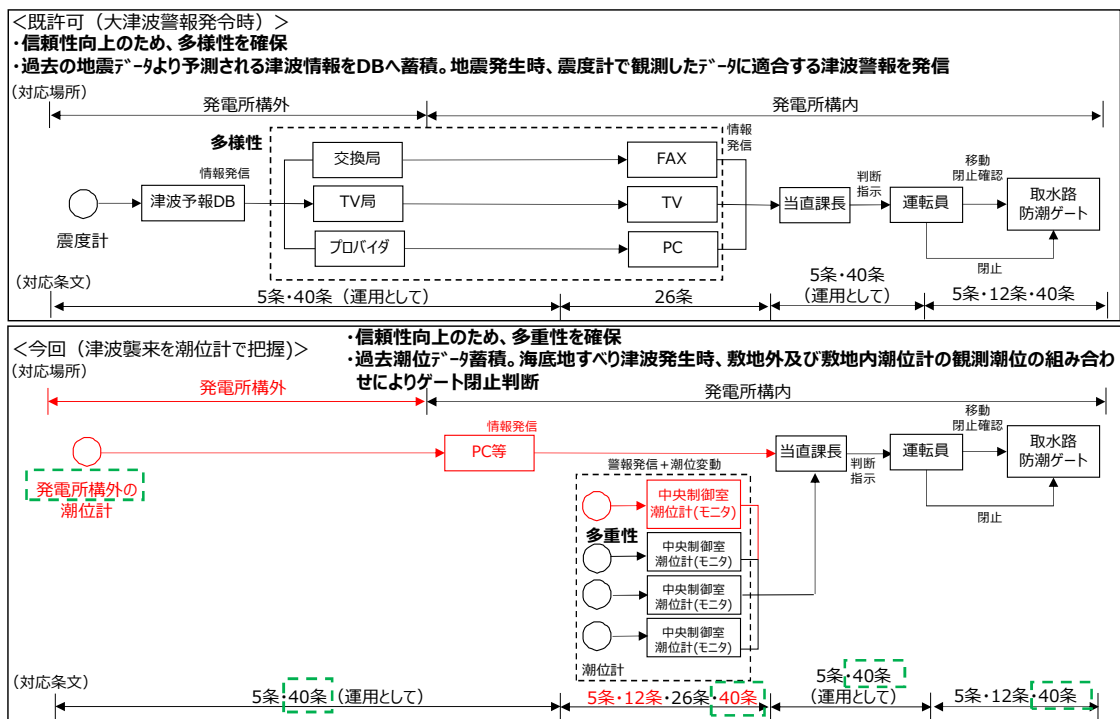 <既許可（大津波警報発令時）>
・信頼性向上のため、多様性を確保
・過去の地震ﾃﾞｰﾀより予測される津波情報をDBへ蓄積。地震発生時、震度計で観測したﾃﾞｰﾀに適合する津波警報を発信
(対応場所)
発電所構外
発電所構内
多様性
情報
発信
情報発信
交換局
FAX
移動
閉止確認
判断
指示
津波予報DB
TV局
TV
当直課長
運転員
取水路
防潮ゲート
震度計
ﾌﾟﾛﾊﾞｲﾀﾞ
PC
閉止
(対応条文)
5条・40条（運用として）
26条
5条・40条
(運用として)
5条・12条・40条
<今回（津波襲来を潮位計で把握)>
・信頼性向上のため、多重性を確保
・過去潮位ﾃﾞｰﾀ蓄積。海底地すべり津波発生時、敷地外及び敷地内潮位計の観測潮位の組み合わ
せによりゲート閉止判断
(対応場所)
発電所構外
発電所構内
情報発信
移動
閉止確認
PC等
当直課長
判断
指示
運転員
取水路
防潮ゲート
発電所構外の
潮位計
警報発信+潮位変動
閉止
中央制御室
潮位計(ﾓﾆﾀ)
多重性
中央制御室
潮位計(ﾓﾆﾀ)
中央制御室
潮位計(ﾓﾆﾀ)
中央制御室
潮位計(ﾓﾆﾀ)
潮位計
(対応条文)
5条・40条（運用として）
5条・12条・26条・40条
5条・40条
(運用として)
5条・12条・40条